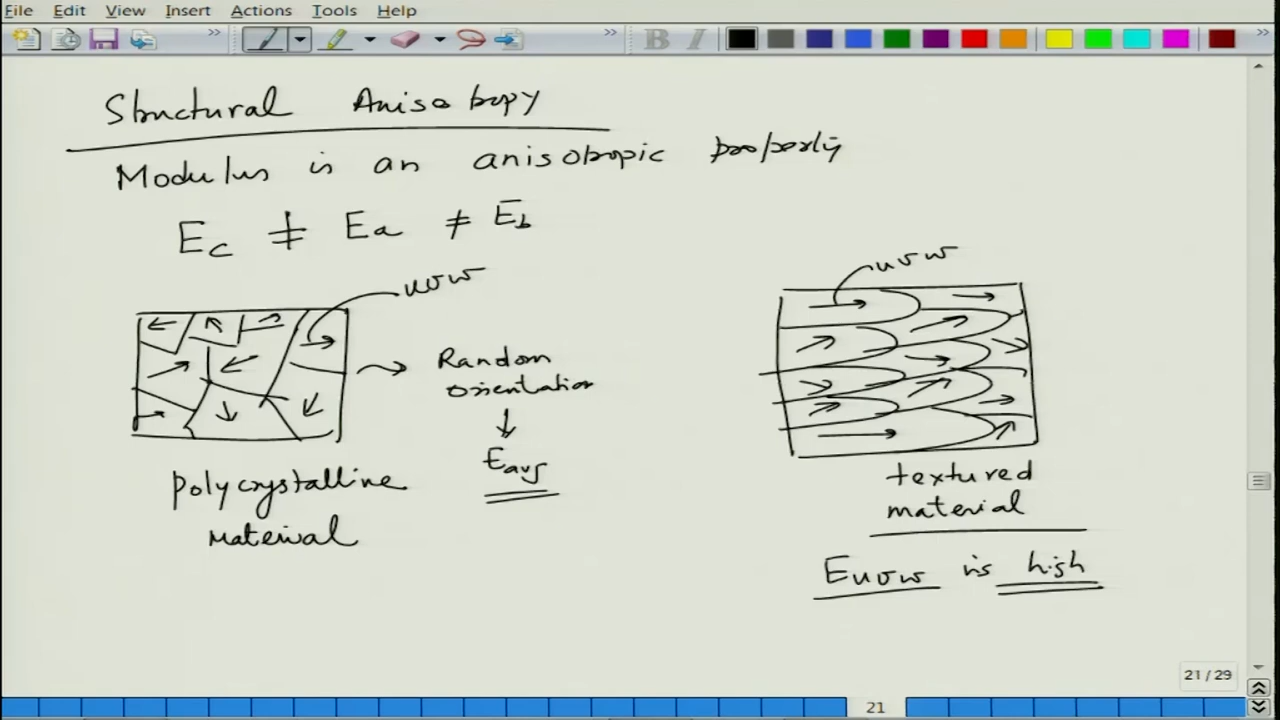 File Edit View Insert Actions Tools Help
B I
Structural Anisotropy
Modulus is an anisotropic property
Ec ≠ Ea ≠ Eb
uvw
uvw
Random
orientation
Eavg
polycrystalline
material
textured
material
Euvw is high
21 / 29
21